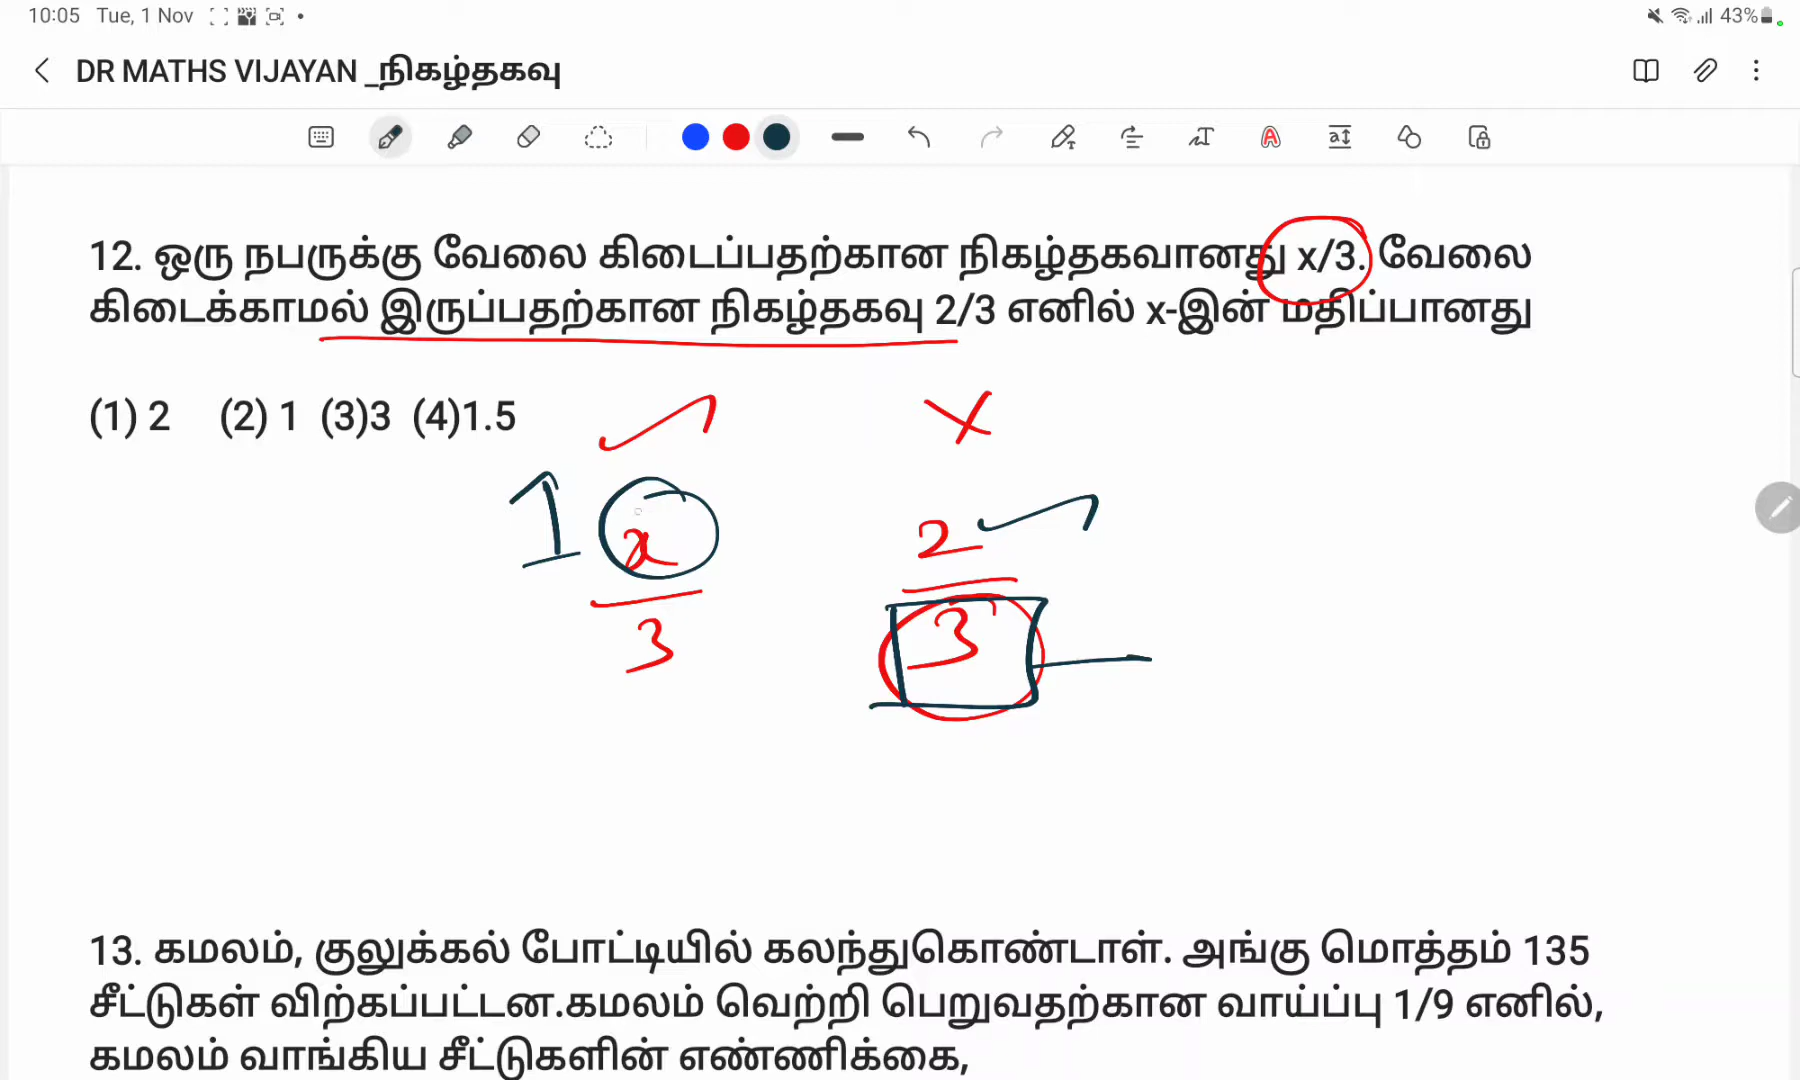 10:05 Tue, 1 Nov
43%
DR MATHS VIJAYAN _நிகழ்தகவு
12. ஒரு நபருக்கு வேலை கிடைப்பதற்கான நிகழ்தகவானது x/3. வேலை
கிடைக்காமல் இருப்பதற்கான நிகழ்தகவு 2/3 எனில் x-இன் மதிப்பானது
(1) 2 (2) 1 (3)3 (4)1.5
1 x 2
3 3
13. கமலம், குலுக்கல் போட்டியில் கலந்துகொண்டாள். அங்கு மொத்தம் 135
சீட்டுகள் விற்கப்பட்டன.கமலம் வெற்றி பெறுவதற்கான வாய்ப்பு 1/9 எனில்,
கமலம் வாங்கிய சீட்டுகளின் எண்ணிக்கை,